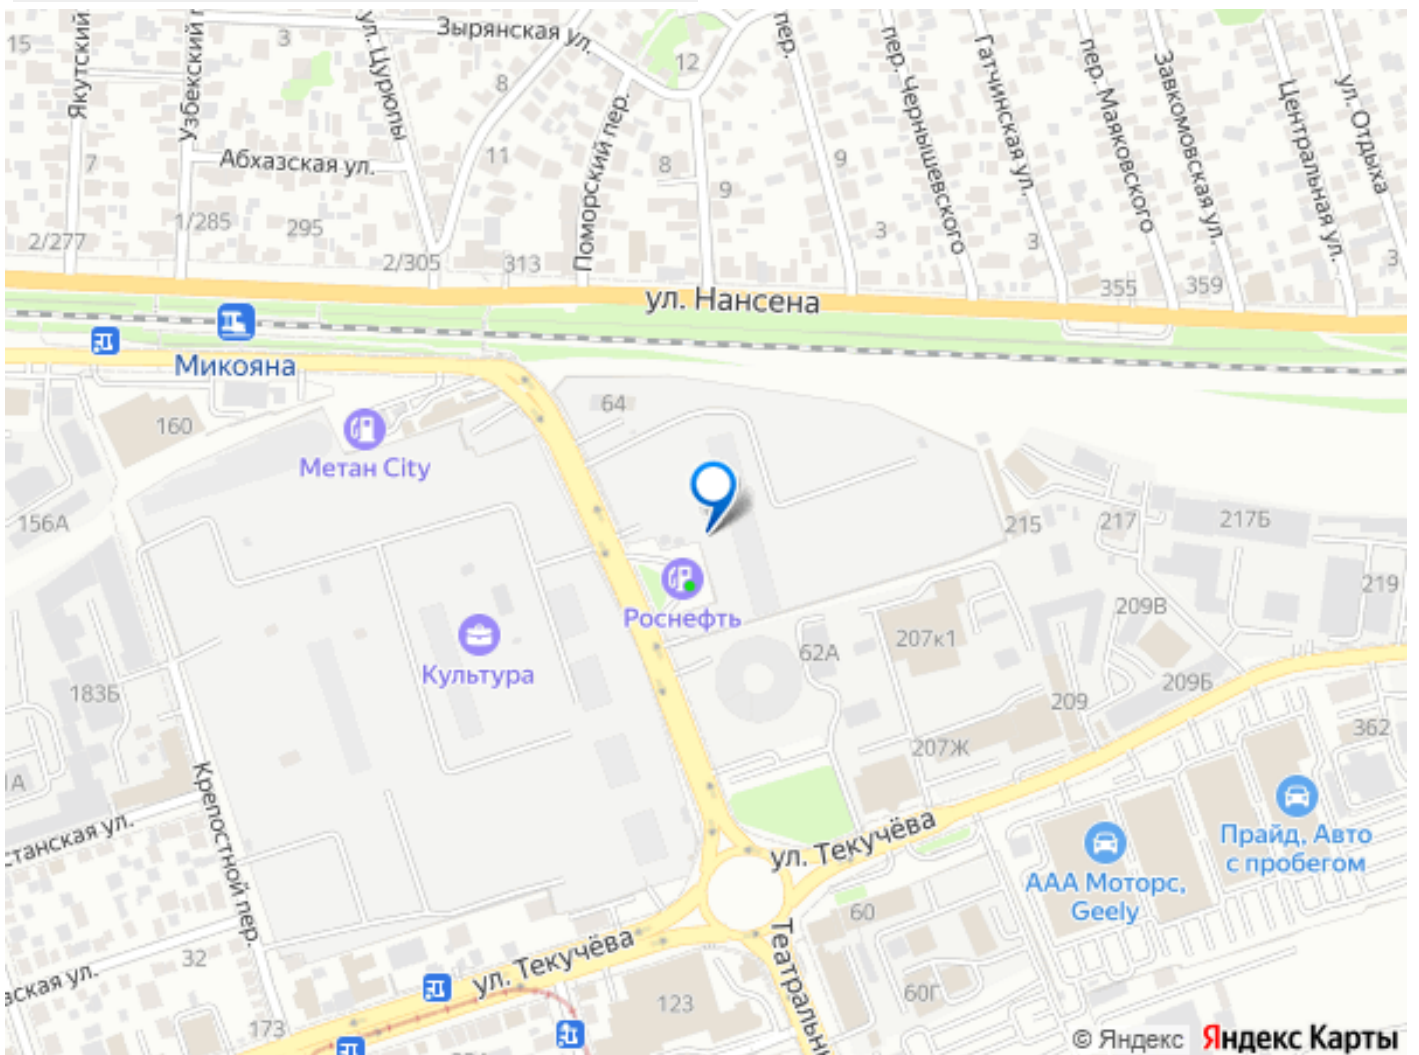 Зырянская ул.
15
3
12
8
Якутский
Узбекский
ул. Цурюпы
пер.
пер. Чернышевского
Гатчинская ул.
пер. Маяковского
Завкомовская ул.
Центральная ул.
ул. Отдыха
Поморский пер.
Абхазская ул.
7
11
8
9
9
3
3
3
1/285
295
2/277
2/305
313
355
359
ул. Нансена
Микояна
160
64
Метан City
156А
215
217
217Б
219
Роснефть
Культура
62А
207к1
209В
183Б
209
209Б
362
207Ж
1А
Крепостной пер.
станская ул.
ул. Текучёва
Прайд, Авто
с пробегом
ААА Моторс,
Geely
60
Театральн
32
ул. Текучёва
ская ул.
123
60Г
173
© Яндекс Яндекс Карты